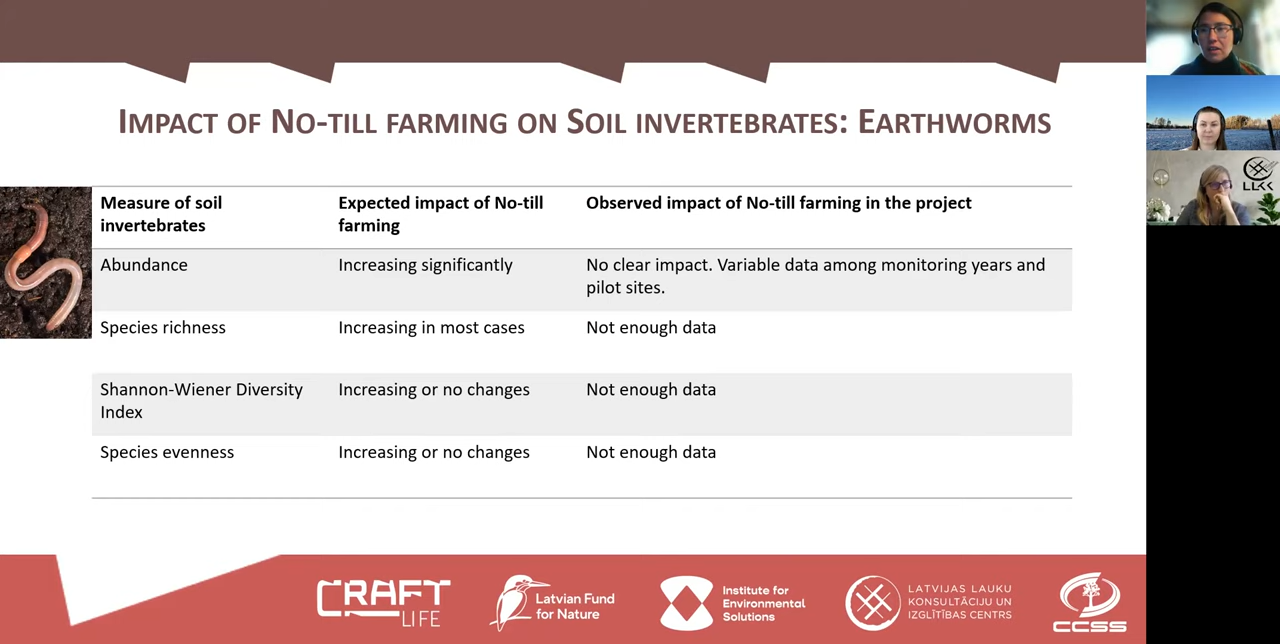 IMPACT OF NO-TILL FARMING ON SOIL INVERTEBRATES: EARTHWORMS
Measure of soil
invertebrates
Expected impact of No-till
farming
Observed impact of No-till farming in the project
Abundance
Increasing significantly
No clear impact. Variable data among monitoring years and
pilot sites.
Species richness
Increasing in most cases
Not enough data
Shannon-Wiener Diversity
Index
Increasing or no changes
Not enough data
Species evenness
Increasing or no changes
Not enough data
CRAFT
LIFE
Latvian Fund
for Nature
Institute for
Environmental
Solutions
LATVIJAS LAUKU
KONSULTĀCIJU UN
IZGLĪTĪBAS CENTRS
CCSS
LLKC